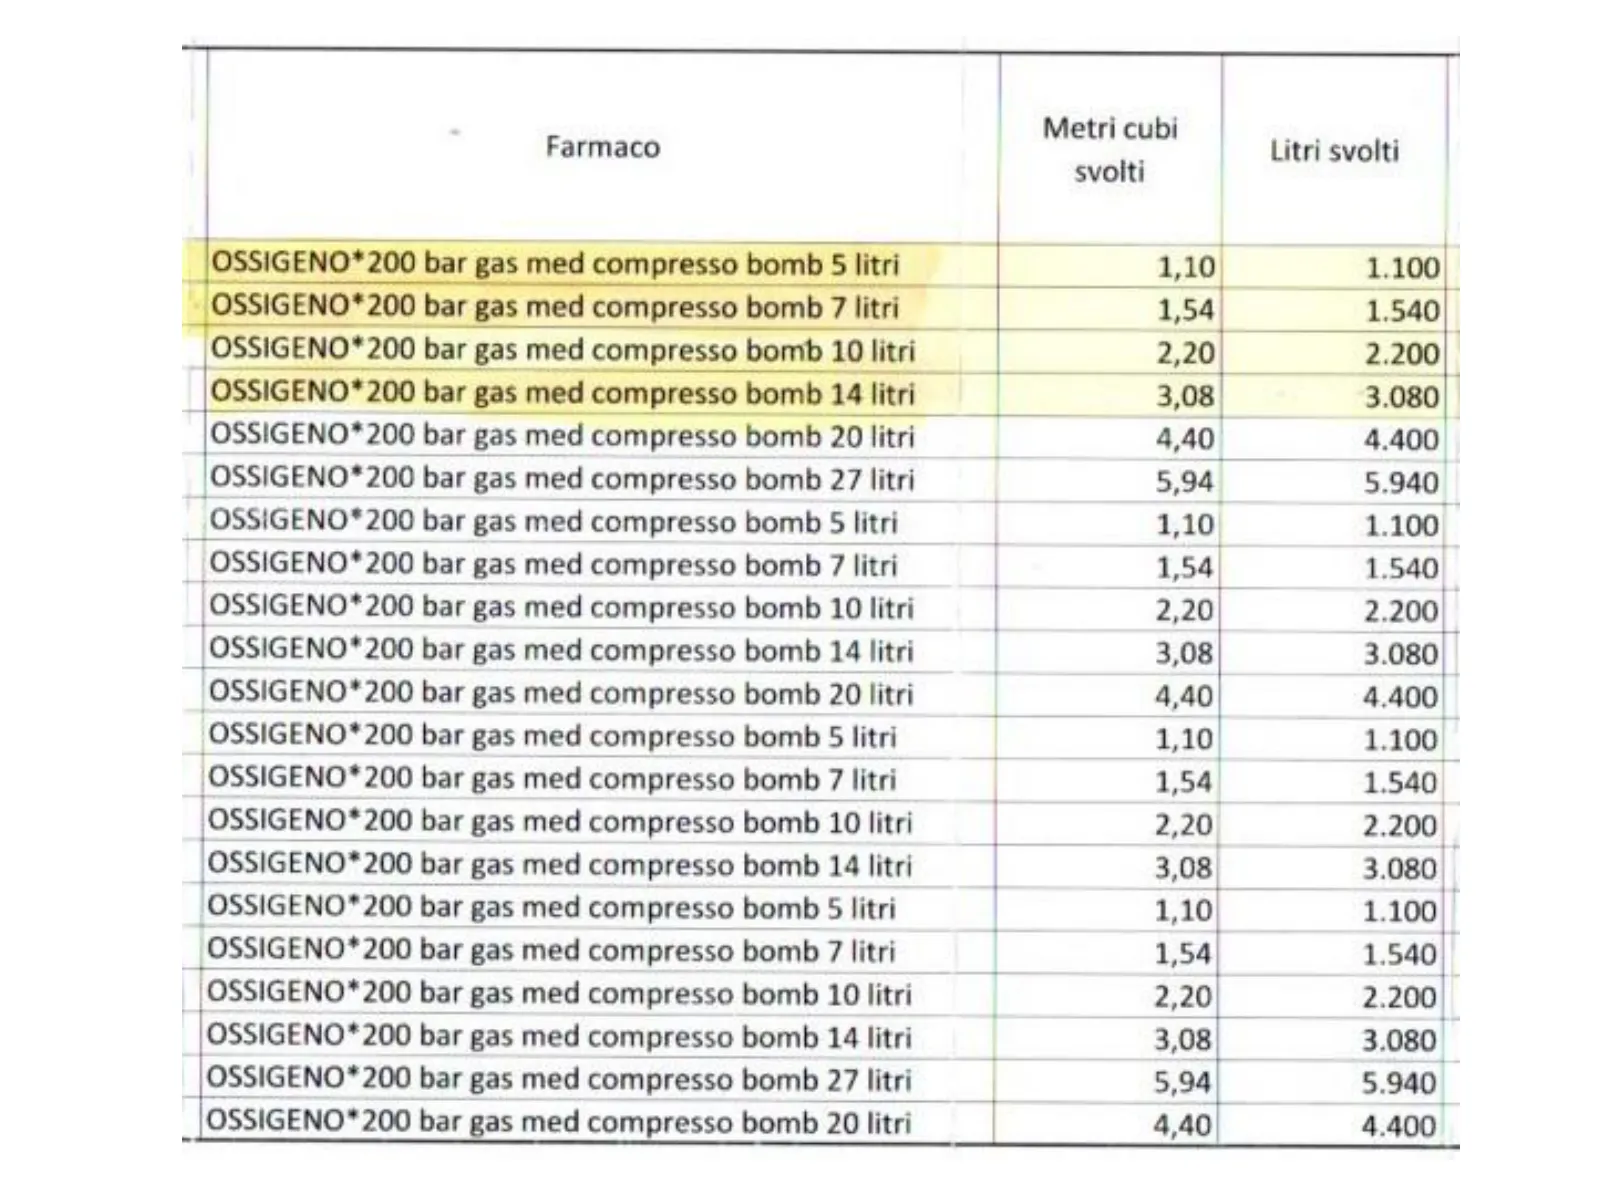 Farmaco Metri cubi svolti Litri svolti
OSSIGENO*200 bar gas med compresso bomb 5 litri 1,10 1.100
OSSIGENO*200 bar gas med compresso bomb 7 litri 1,54 1.540
OSSIGENO*200 bar gas med compresso bomb 10 litri 2,20 2.200
OSSIGENO*200 bar gas med compresso bomb 14 litri 3,08 3.080
OSSIGENO*200 bar gas med compresso bomb 20 litri 4,40 4.400
OSSIGENO*200 bar gas med compresso bomb 27 litri 5,94 5.940
OSSIGENO*200 bar gas med compresso bomb 5 litri 1,10 1.100
OSSIGENO*200 bar gas med compresso bomb 7 litri 1,54 1.540
OSSIGENO*200 bar gas med compresso bomb 10 litri 2,20 2.200
OSSIGENO*200 bar gas med compresso bomb 14 litri 3,08 3.080
OSSIGENO*200 bar gas med compresso bomb 20 litri 4,40 4.400
OSSIGENO*200 bar gas med compresso bomb 5 litri 1,10 1.100
OSSIGENO*200 bar gas med compresso bomb 7 litri 1,54 1.540
OSSIGENO*200 bar gas med compresso bomb 10 litri 2,20 2.200
OSSIGENO*200 bar gas med compresso bomb 14 litri 3,08 3.080
OSSIGENO*200 bar gas med compresso bomb 5 litri 1,10 1.100
OSSIGENO*200 bar gas med compresso bomb 7 litri 1,54 1.540
OSSIGENO*200 bar gas med compresso bomb 10 litri 2,20 2.200
OSSIGENO*200 bar gas med compresso bomb 14 litri 3,08 3.080
OSSIGENO*200 bar gas med compresso bomb 27 litri 5,94 5.940
OSSIGENO*200 bar gas med compresso bomb 20 litri 4,40 4.400